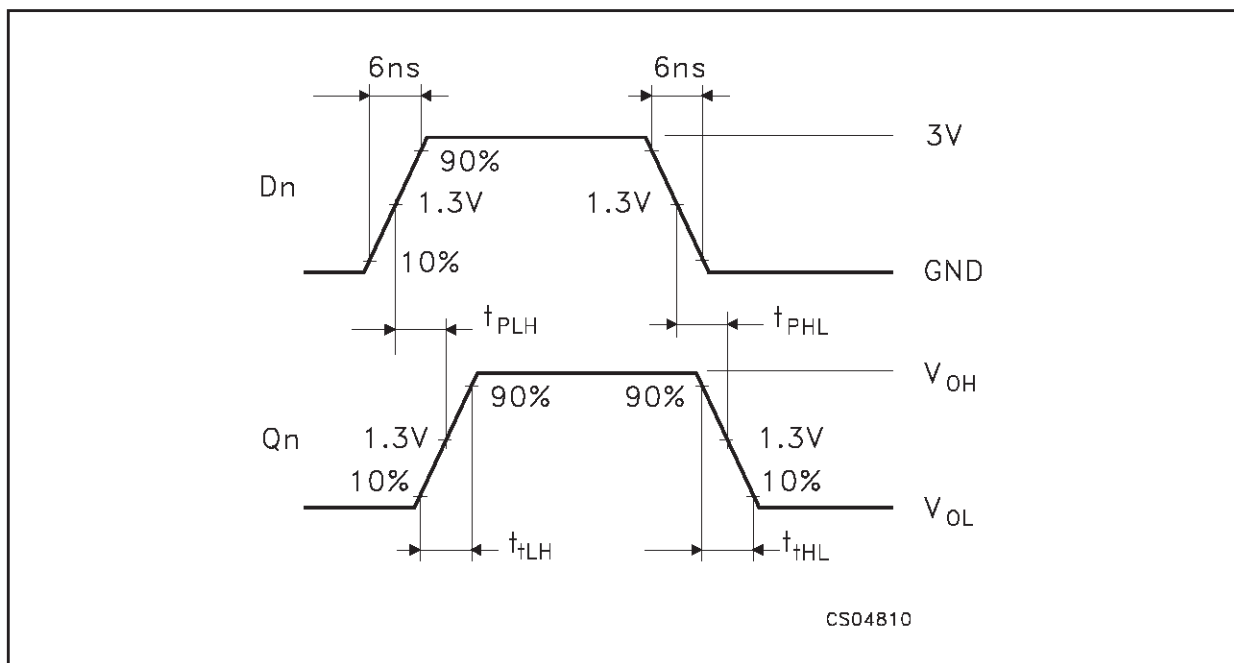 6ns 6ns
3V
90%
Dn 1.3V 1.3V
10%
GND
tPLH tPHL
VOH
90% 90%
Qn 1.3V 1.3V
10% 10%
VOL
ttLH ttHL
CS04810